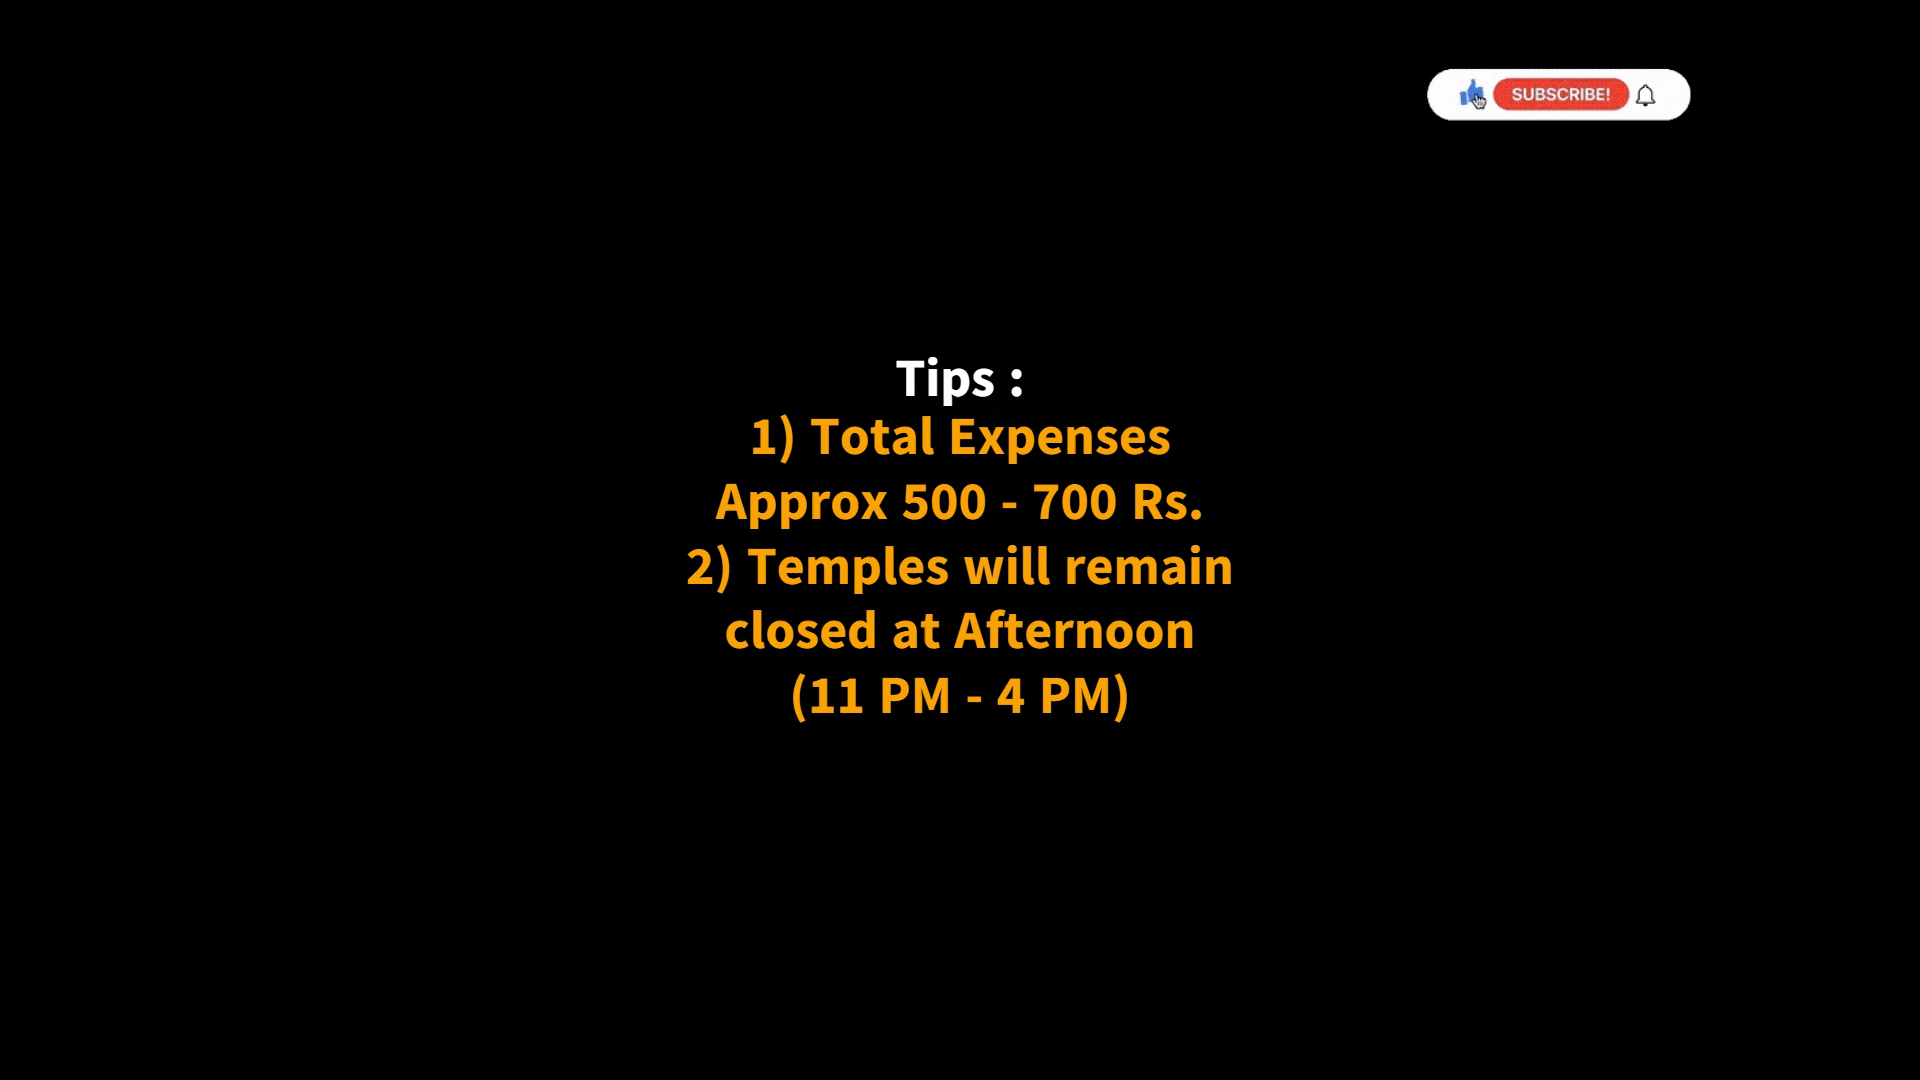 SUBSCRIBE!
Tips :
1) Total Expenses
Approx 500 - 700 Rs.
2) Temples will remain
closed at Afternoon
(11 PM - 4 PM)